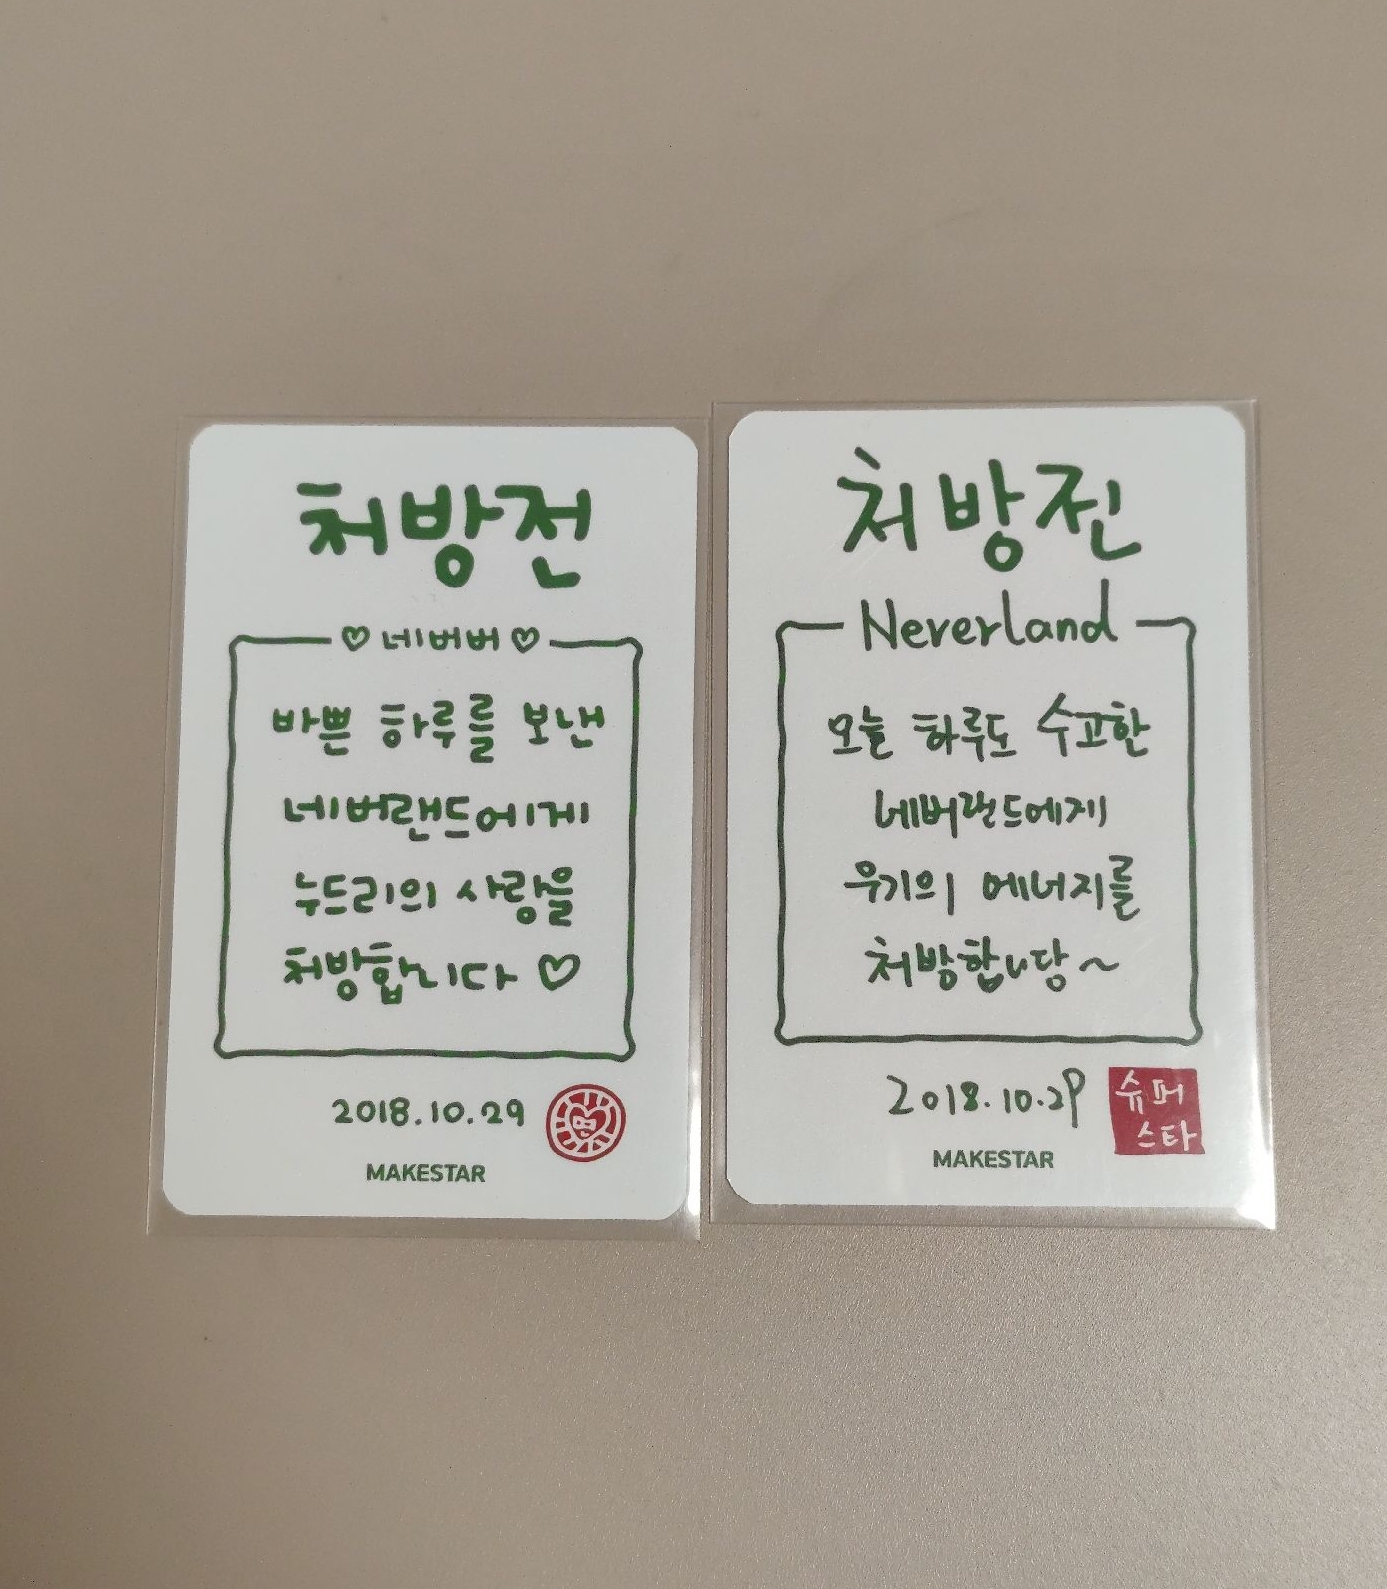 처방전
♡네버버♡
바쁜 하루를 보낸
네버랜드에게
누드리의 사랑을
처방합니다♡
2018.10.29
MAKESTAR
처방전
Neverland
오늘 하루도 수고한
네버랜드에게
우기의 에너지를
처방합니당~
2018.10.29
슈퍼
스타
MAKESTAR